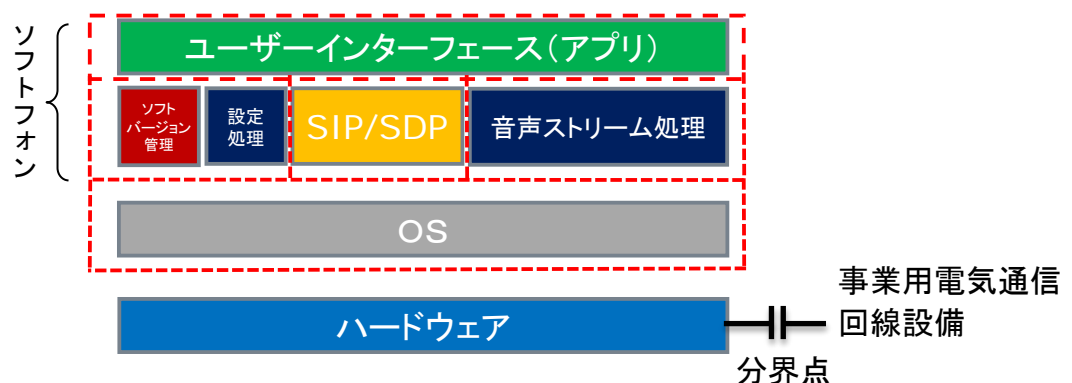 ソフトフォン
ユーザーインターフェース（アプリ）
ソフト
バージョン
管理
設定
処理
SIP/SDP
音声ストリーム処理
OS
ハードウェア
事業用電気通信
回線設備
分界点